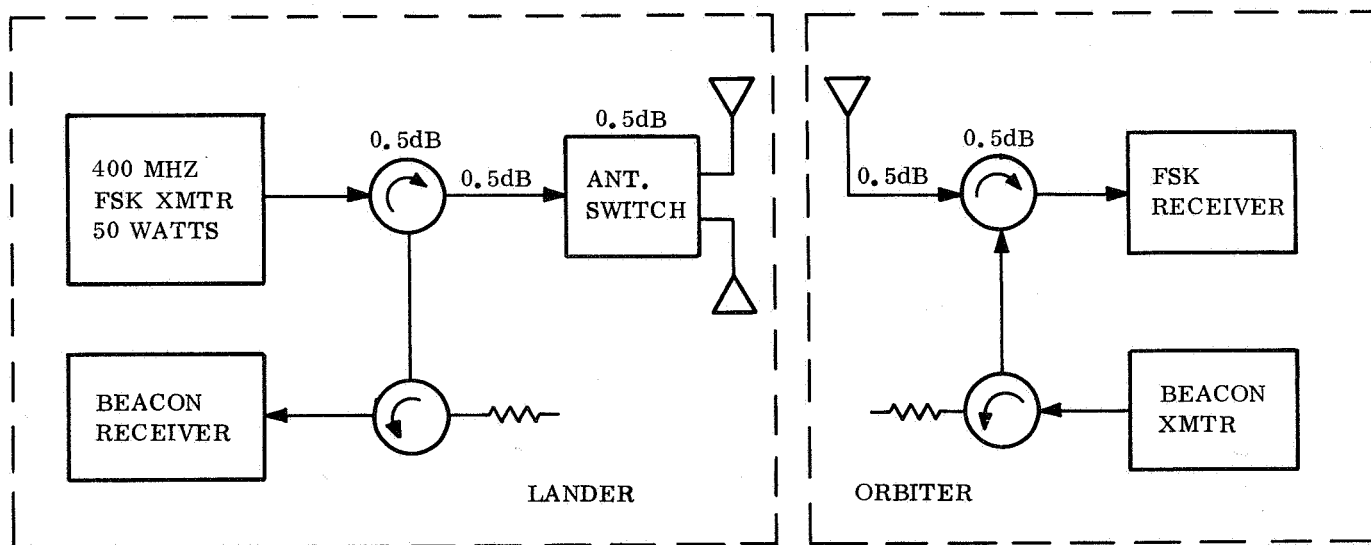 400 MHZ
FSK XMTR
50 WATTS
0.5dB
0.5dB
0.5dB
ANT.
SWITCH
BEACON
RECEIVER
LANDER
0.5dB
0.5dB
FSK
RECEIVER
BEACON
XMTR
ORBITER